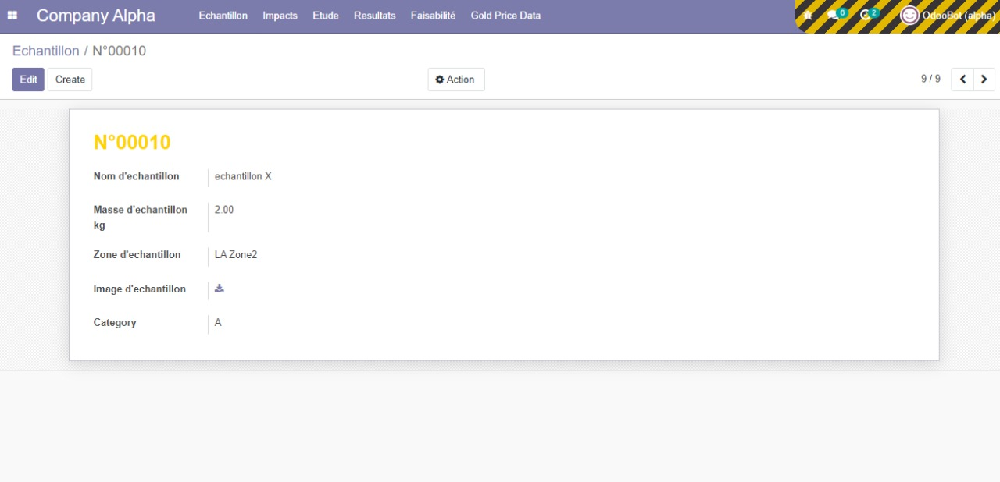 Company Alpha Echantillon Impacts Etude Resultats Faisabilité Gold Price Data 6 2 OdooBot (alpha)
Echantillon / N°00010
Edit Create Action 9 / 9
N°00010
Nom d'echantillon echantillon X
Masse d'echantillon 2.00
kg
Zone d'echantillon LA Zone2
Image d'echantillon
Category A